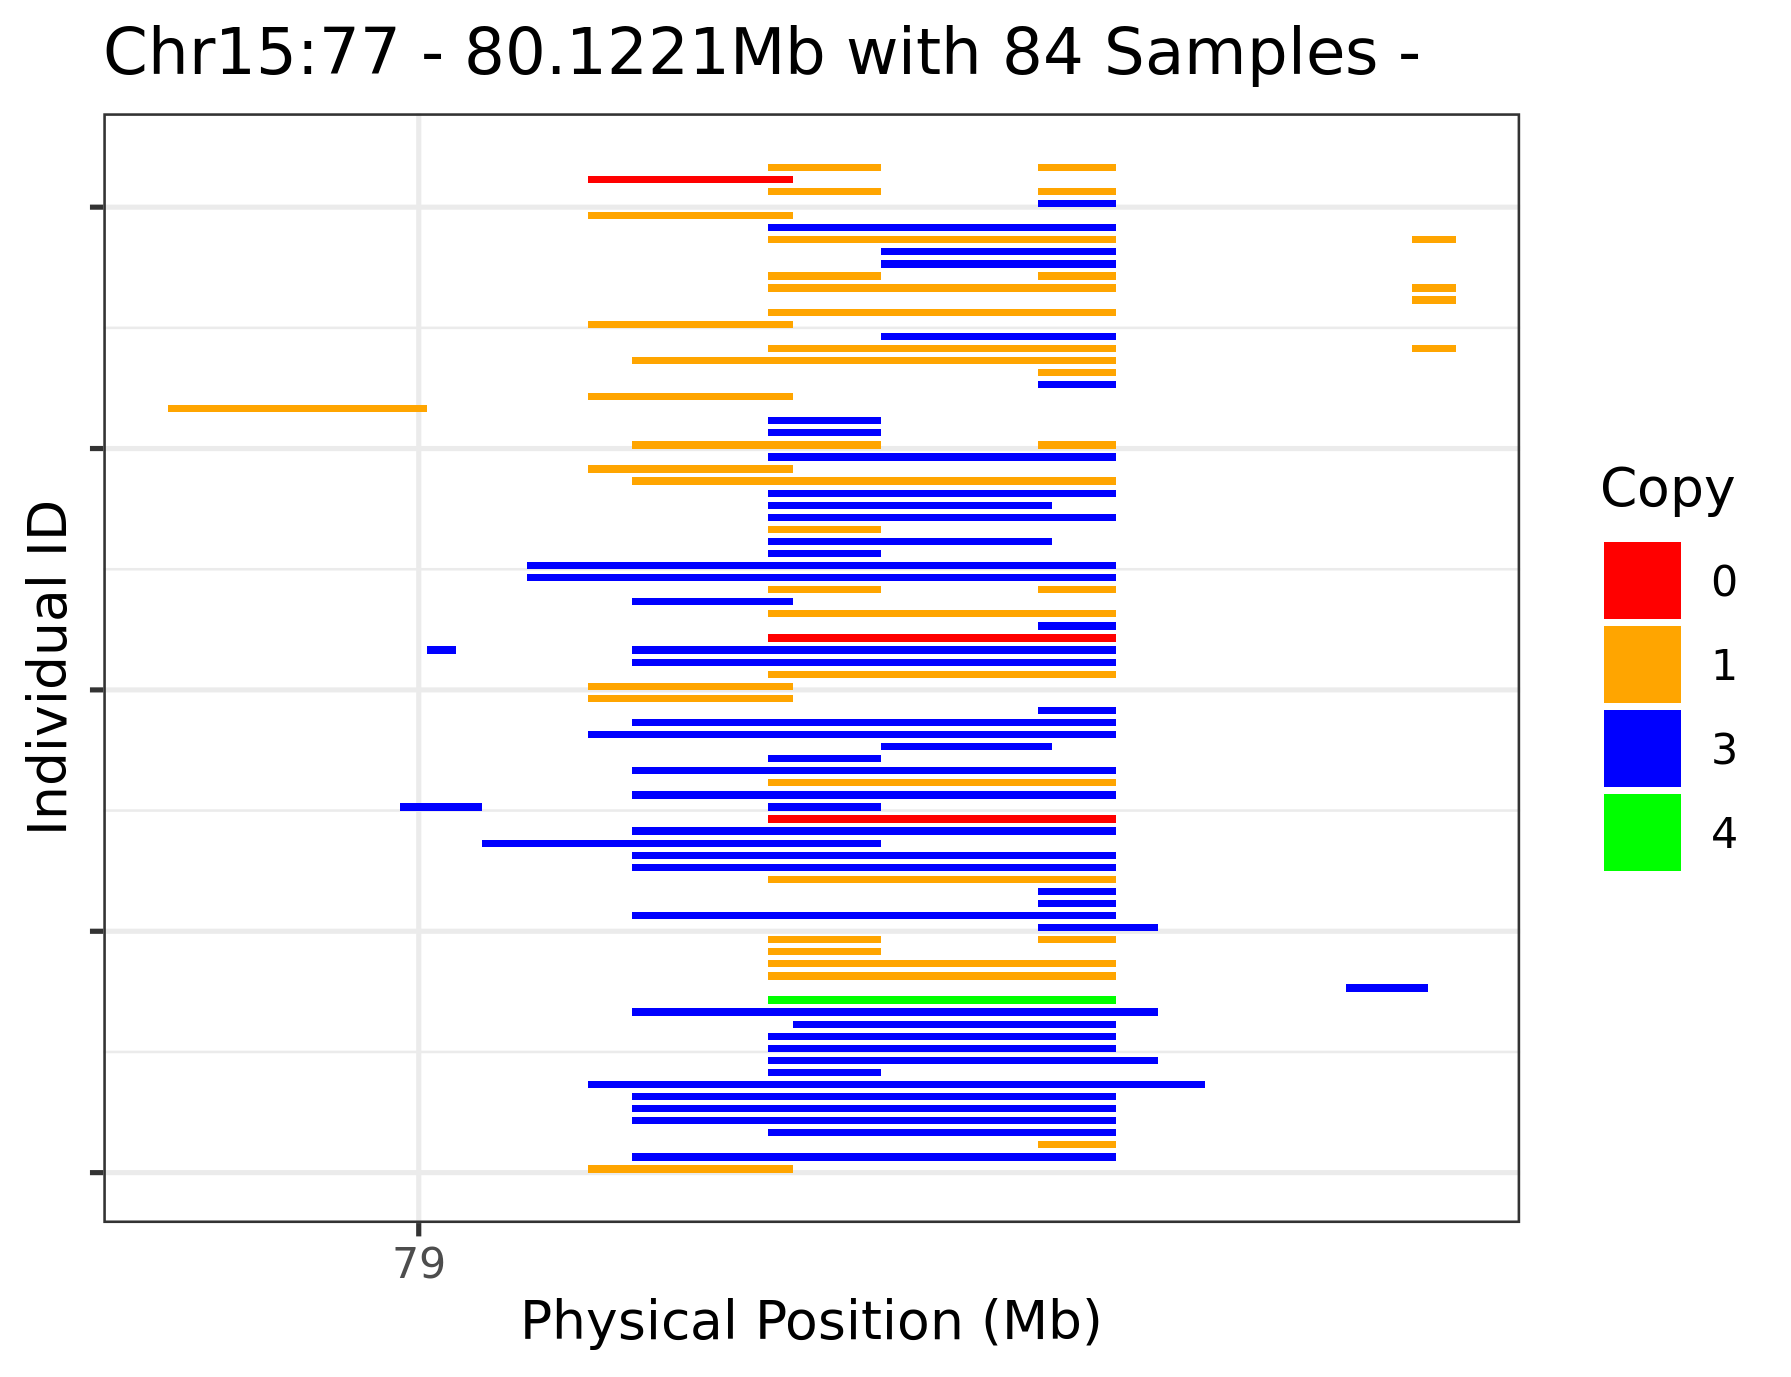 Chr15:77 - 80.1221Mb with 84 Samples -
Individual ID
Copy
0
1
3
4
79
Physical Position (Mb)